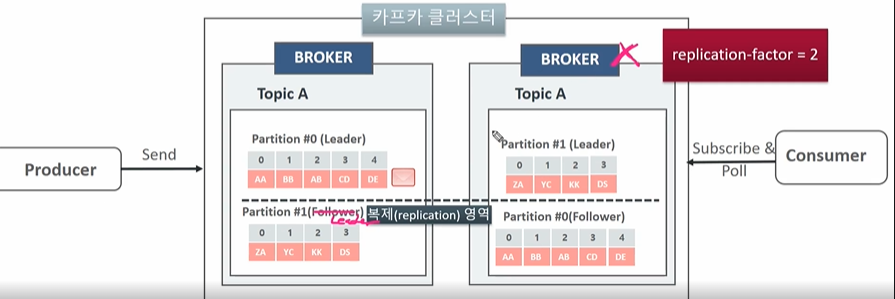 카프카 클러스터
replication-factor = 2
BROKER
Topic A
Partition #0 (Leader)
0 1 2 3 4
AA BB AB CD DE
Partition #1(Follower)
Leader
복제(replication) 영역
0 1 2 3
ZA YC KK DS
BROKER
Topic A
Partition #1 (Leader)
0 1 2 3
ZA YC KK DS
Partition #0(Follower)
0 1 2 3 4
AA BB AB CD DE
Producer
Send
Subscribe &
Poll
Consumer